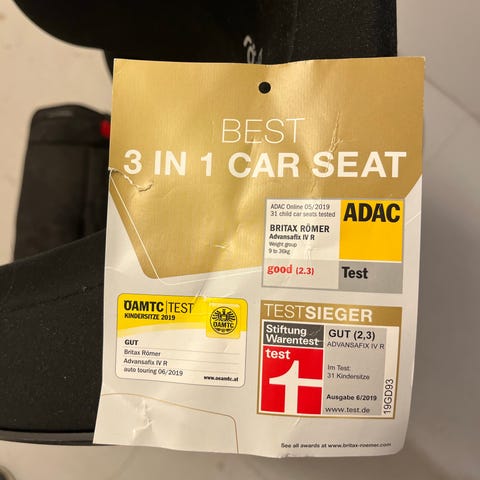 BEST
3 IN 1 CAR SEAT
ADAC Online 05/2019
31 child car seats tested
BRITAX RÖMER
Advansafix IV R
Weight group
9 to 36kg
good (2.3)
ADAC
Test
ÖAMTC|TEST
KINDERSITZE 2019
ÖAMTC
GUT
Britax Römer
Advansafix IV R
auto touring 06/2019
www.oeamtc.at
TESTSIEGER
Stiftung
Warentest
test
GUT (2,3)
ADVANSAFIX IV R
Im Test:
31 Kindersitze
Ausgabe 6/2019
www.test.de
19GD93
See all awards at www.britax-roemer.com